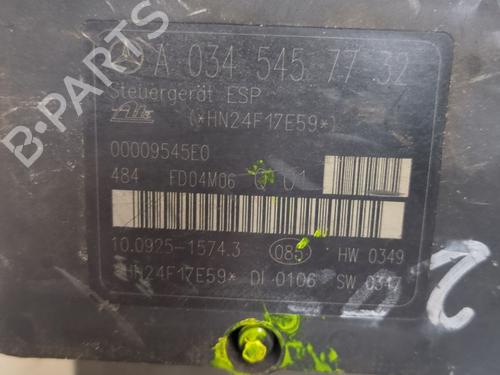 A 034 545 77 32
Steuergerät ESP
Ate (*HN24F17E59*)
00009545E0
484 FD04M06 Q 01
10.0925-1574.3 085 HW 0349
*HN24F17E59* DI 0106 SW 0347
B-PARTS